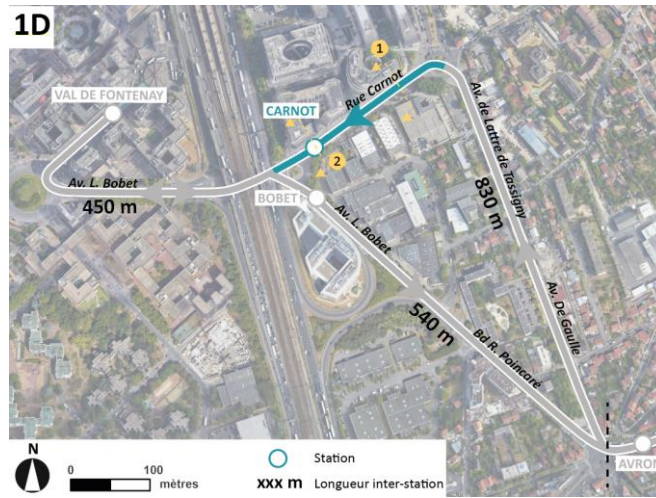 1D
1
VAL DE FONTENAY
CARNOT
Rue Carnot
Av. de Lattre de Tassigny
2
Av. L. Bobet
450 m
BOBET
Av. L. Bobet
830 m
540 m
Bd R. Poincaré
Av. De Gaulle
AVRON
N
0 100
mètres
Station
xxx m Longueur inter-station